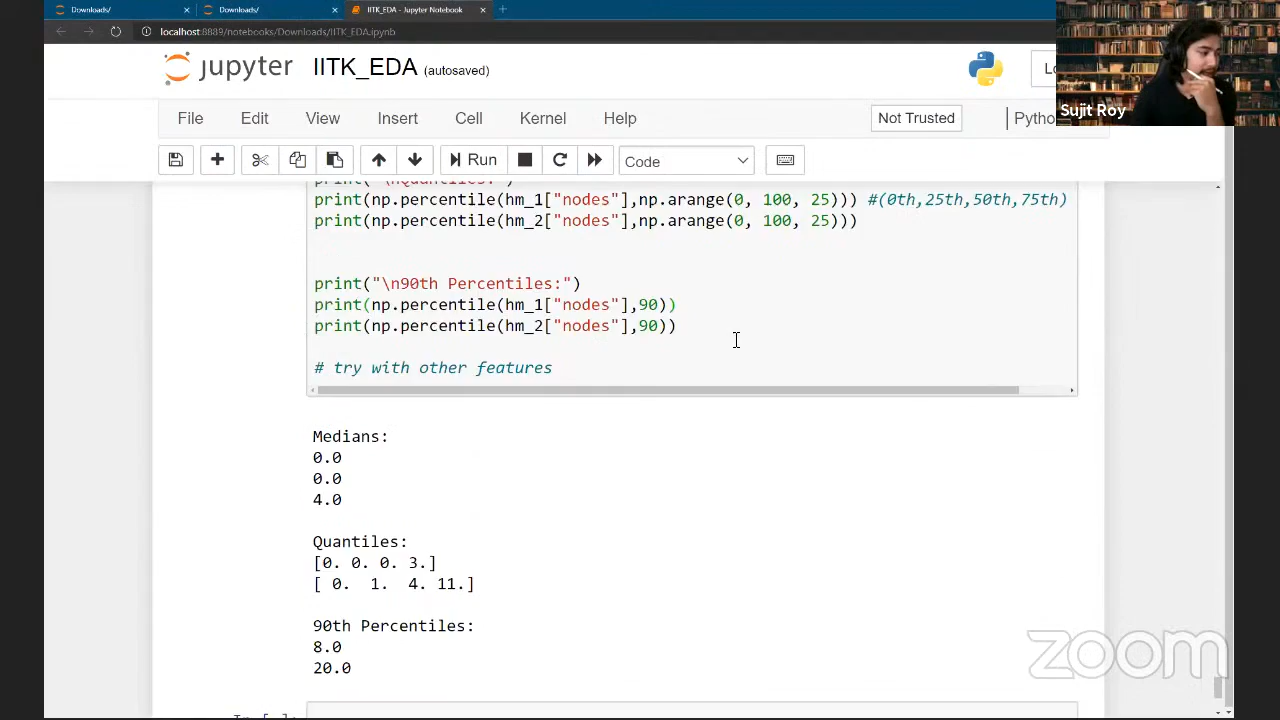 Downloads/ × Downloads/ × IITK_EDA - Jupyter Notebook × +
localhost:8889/notebooks/Downloads/IITK_EDA.ipynb
jupyter IITK_EDA (autosaved)
Sujit Roy
File Edit View Insert Cell Kernel Help Not Trusted
Run Code
print("\nQuantiles:")
print(np.percentile(hm_1["nodes"],np.arange(0, 100, 25))) #(0th,25th,50th,75th)
print(np.percentile(hm_2["nodes"],np.arange(0, 100, 25)))
print("\n90th Percentiles:")
print(np.percentile(hm_1["nodes"],90))
print(np.percentile(hm_2["nodes"],90))
# try with other features
Medians:
0.0
0.0
4.0
Quantiles:
[0. 0. 0. 3.]
[ 0. 1. 4. 11.]
90th Percentiles:
8.0
20.0
zoom